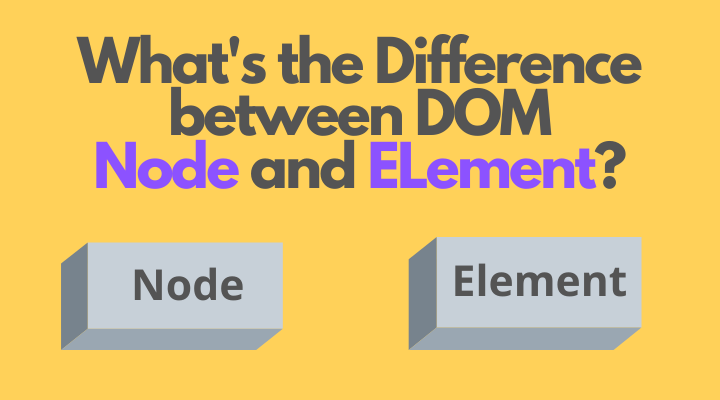 What's the Difference
between DOM
Node and ELement?
Node
Element